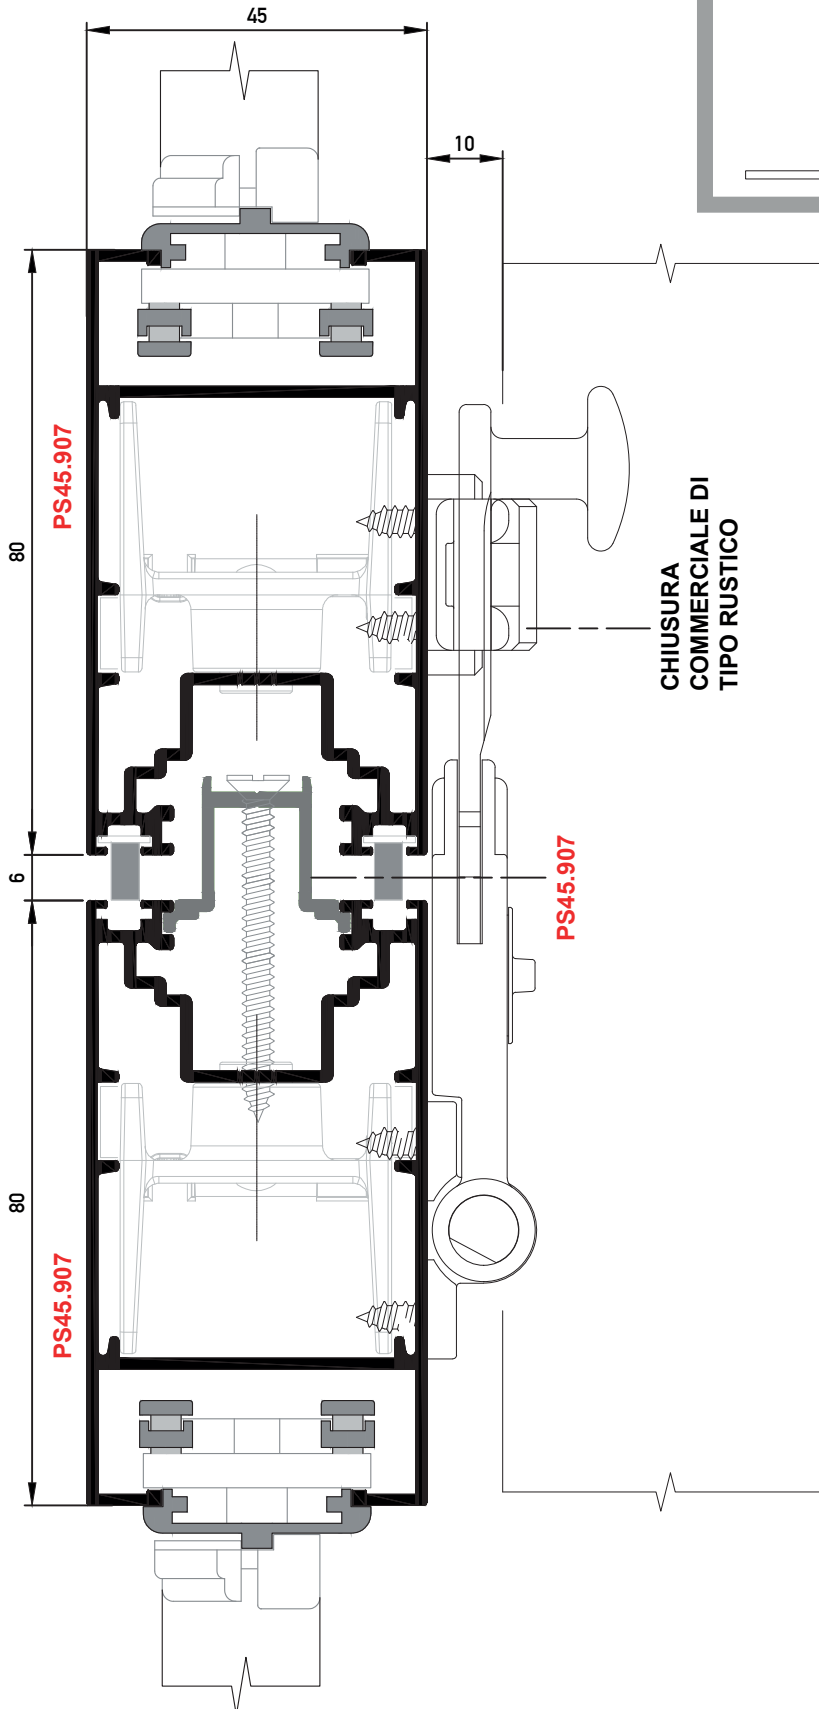 45
10
PS45.907
80
CHIUSURA
COMMERCIALE DI
TIPO RUSTICO
6
PS45.907
80
PS45.907